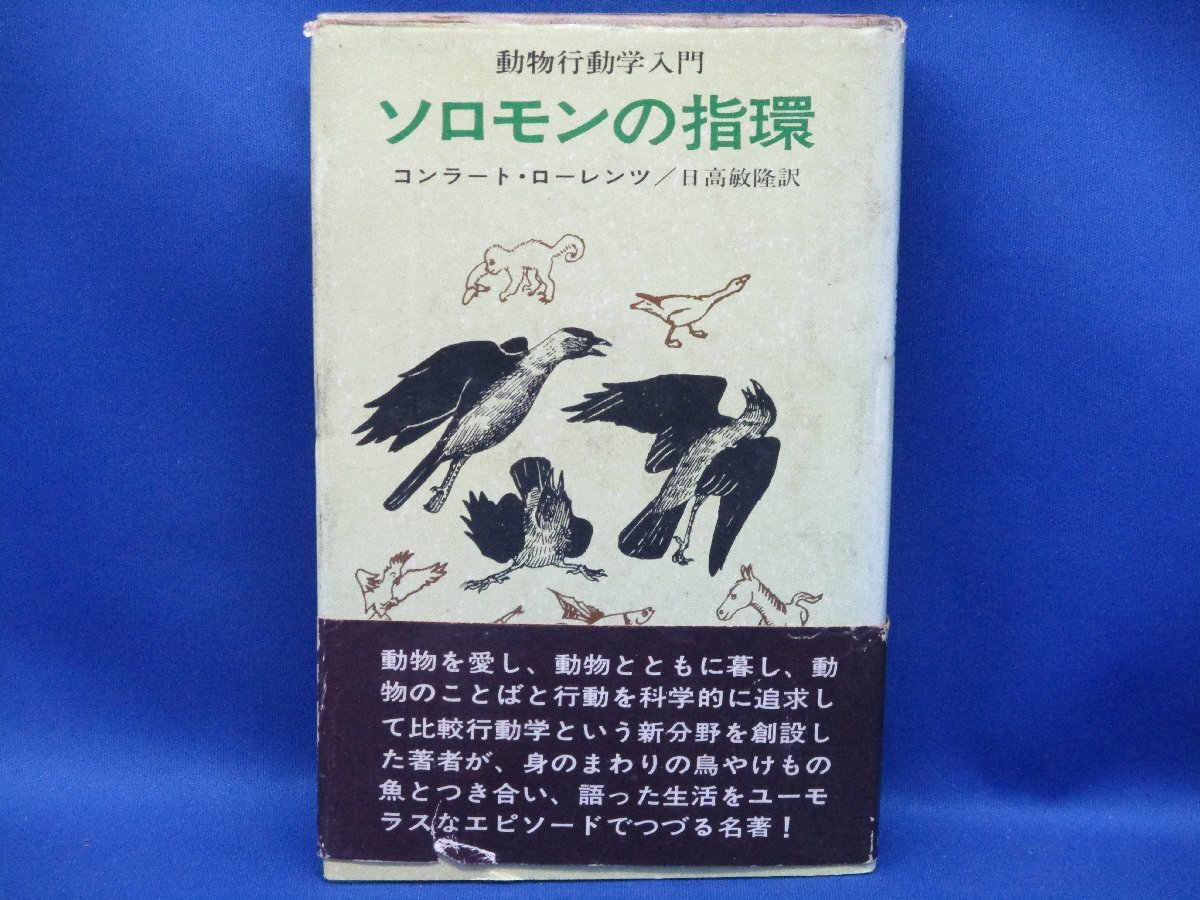 動物行動学入門
ソロモンの指環
コンラート・ローレンツ／日高敏隆訳
動物を愛し、動物とともに暮し、動
物のことばと行動を科学的に追求し
て比較行動学という新分野を創設し
た著者が、身のまわりの鳥やけもの
魚とつき合い、語った生活をユーモ
ラスなエピソードでつづる名著！